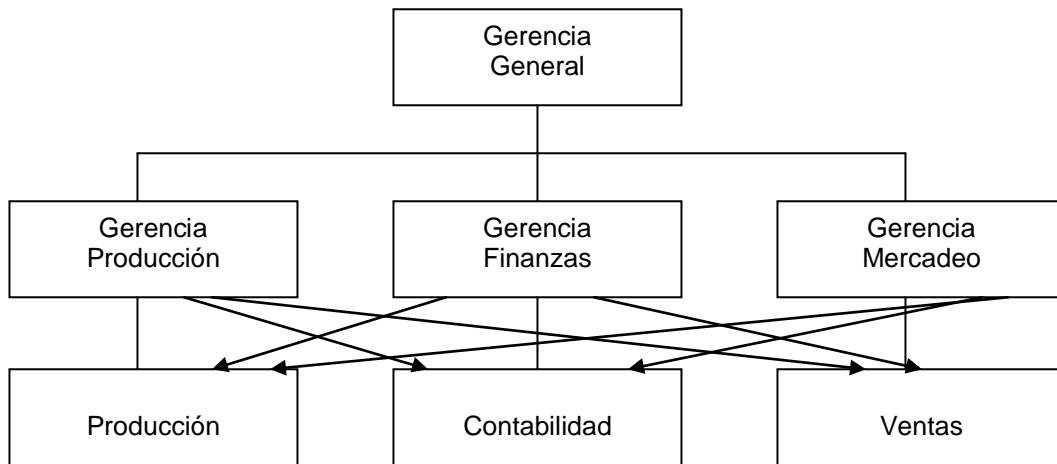 Gerencia
General
Gerencia
Producción
Gerencia
Finanzas
Gerencia
Mercadeo
Producción
Contabilidad
Ventas